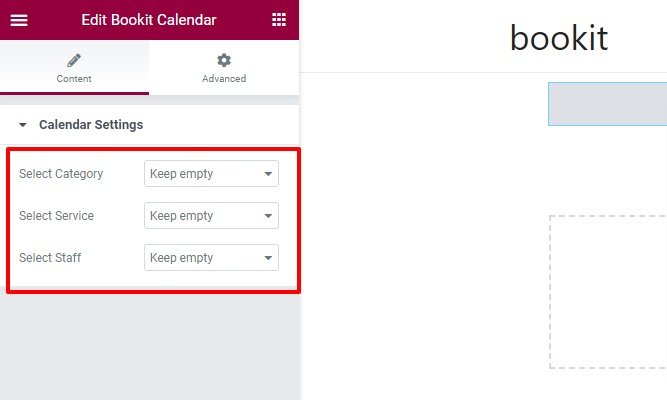 Edit Bookit Calendar
bookit
Content
Advanced
Calendar Settings
Select Category
Keep empty
Select Service
Keep empty
Select Staff
Keep empty